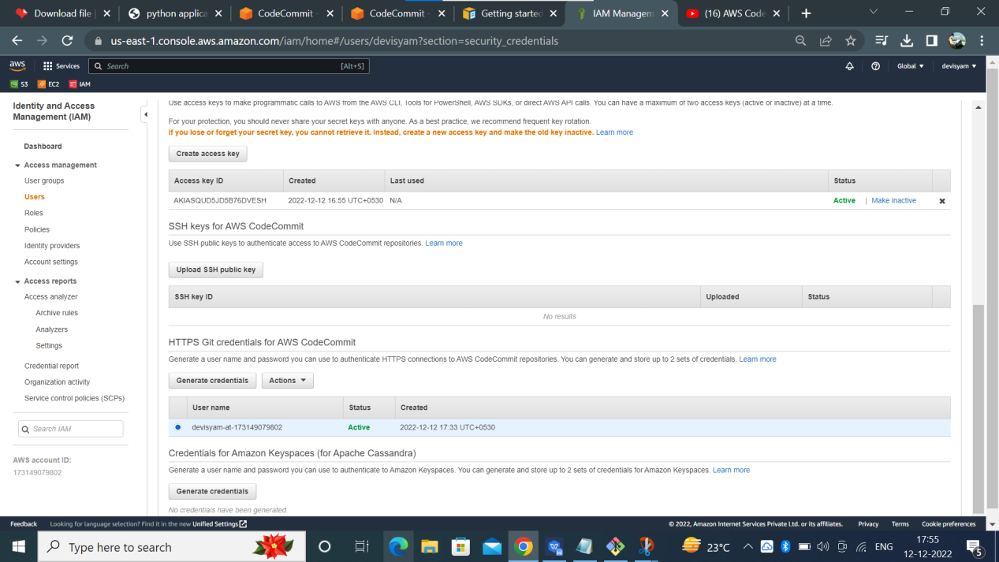 Download file
python applica
CodeCommit -
CodeCommit -
Getting started
IAM Managem
(16) AWS Code
us-east-1.console.aws.amazon.com/iam/home#/users/devisyam?section=security_credentials
aws
Services
Search
[Alt+S]
Global
devisyam
S3
EC2
IAM
Identity and Access
Management (IAM)
Dashboard
Access management
User groups
Users
Roles
Policies
Identity providers
Account settings
Access reports
Access analyzer
Archive rules
Analyzers
Settings
Credential report
Organization activity
Service control policies (SCPs)
Search IAM
AWS account ID:
173149079802
Use access keys to make programmatic calls to AWS from the AWS CLI, Tools for PowerShell, AWS SDKs, or direct AWS API calls. You can have a maximum of two access keys (active or inactive) at a time.
For your protection, you should never share your secret keys with anyone. As a best practice, we recommend frequent key rotation.
If you lose or forget your secret key, you cannot retrieve it. Instead, create a new access key and make the old key inactive. Learn more
Create access key
Access key ID Created Last used Status
AKIASQUD5JD5B76DVESH 2022-12-12 16:55 UTC+0530 N/A Active | Make inactive
SSH keys for AWS CodeCommit
Use SSH public keys to authenticate access to AWS CodeCommit repositories. Learn more
Upload SSH public key
SSH key ID Uploaded Status
No results
HTTPS Git credentials for AWS CodeCommit
Generate a user name and password you can use to authenticate HTTPS connections to AWS CodeCommit repositories. You can generate and store up to 2 sets of credentials. Learn more
Generate credentials Actions
User name Status Created
devisyam-at-173149079802 Active 2022-12-12 17:33 UTC+0530
Credentials for Amazon Keyspaces (for Apache Cassandra)
Generate a user name and password you can use to authenticate to Amazon Keyspaces. You can generate and store up to 2 sets of credentials for Amazon Keyspaces. Learn more
Generate credentials
No credentials have been generated.
Feedback Looking for language selection? Find it in the new Unified Settings © 2022, Amazon Internet Services Private Ltd. or its affiliates. Privacy Terms Cookie preferences
Type here to search
23°C
ENG
17:55
12-12-2022
5